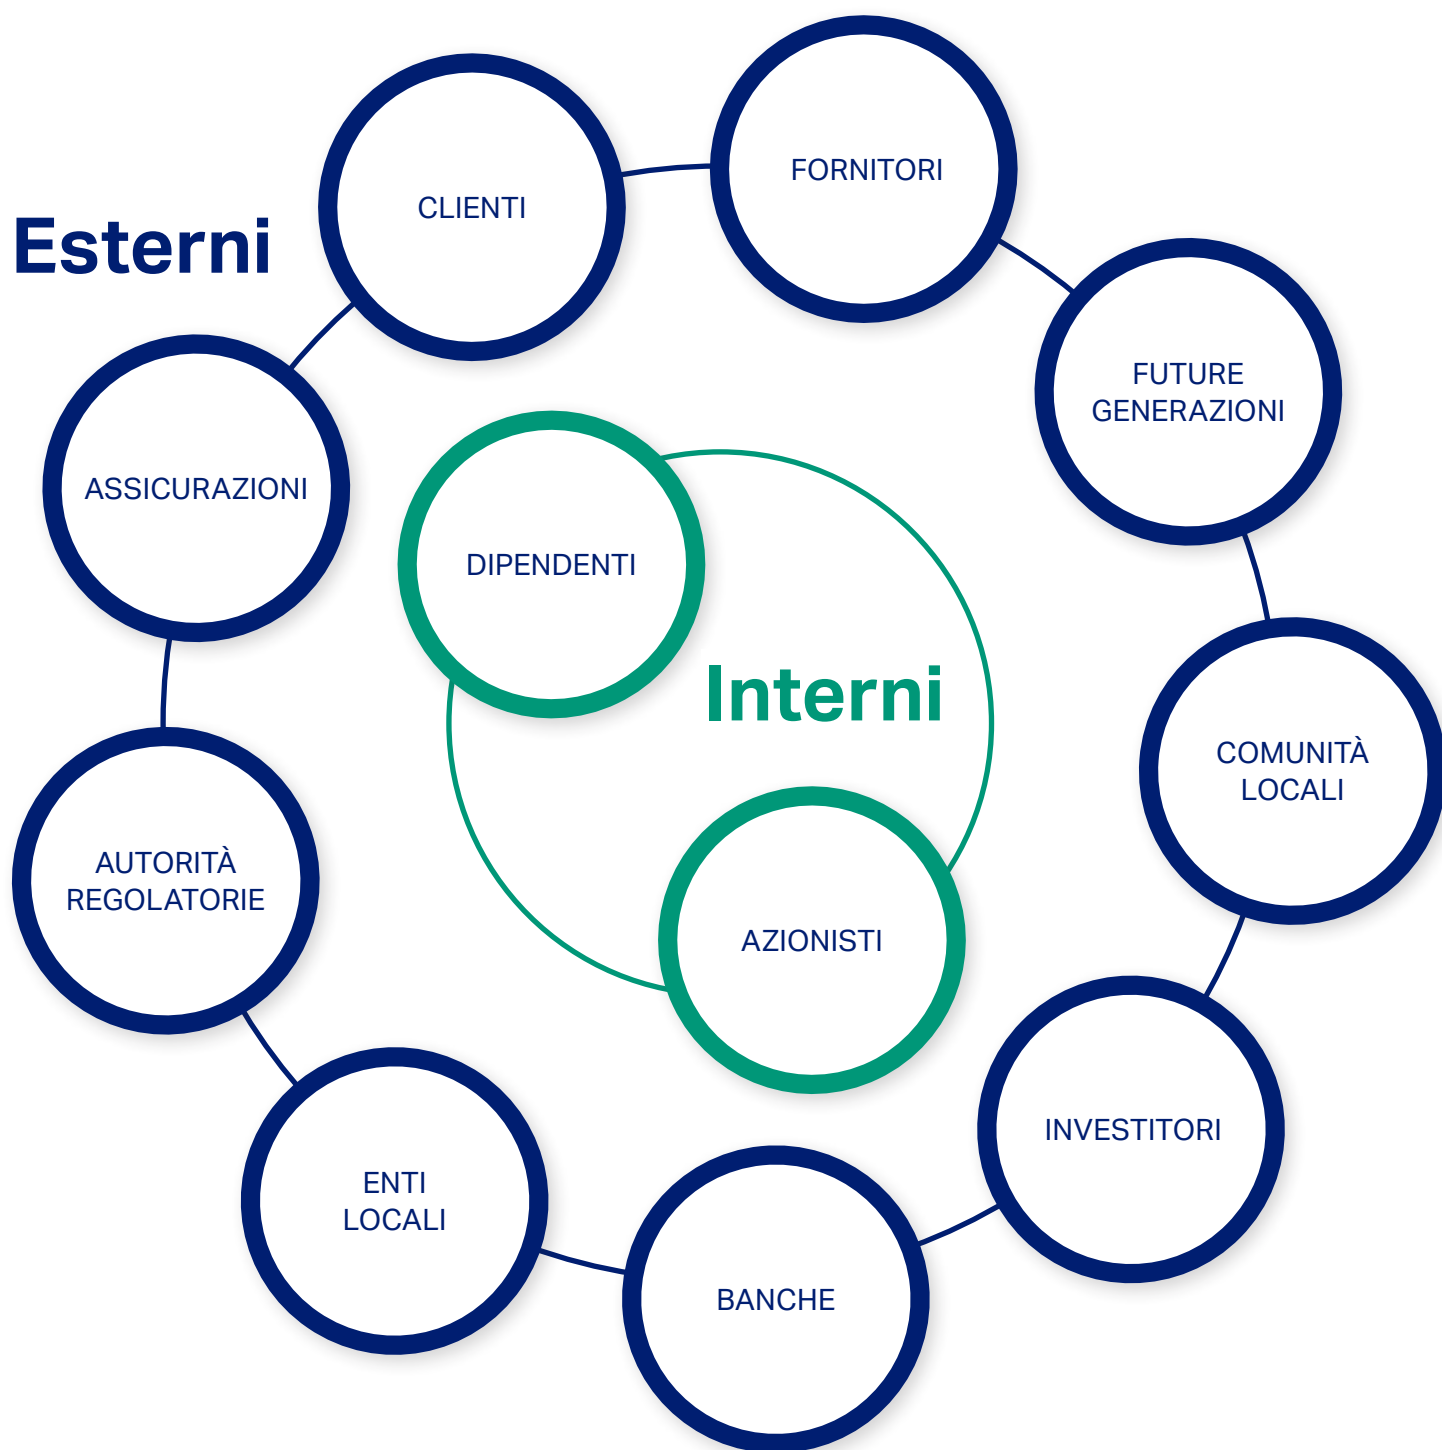 Esterni
CLIENTI
FORNITORI
FUTURE
GENERAZIONI
COMUNITÀ
LOCALI
INVESTITORI
BANCHE
ENTI
LOCALI
AUTORITÀ
REGOLATORIE
ASSICURAZIONI
Interni
DIPENDENTI
AZIONISTI